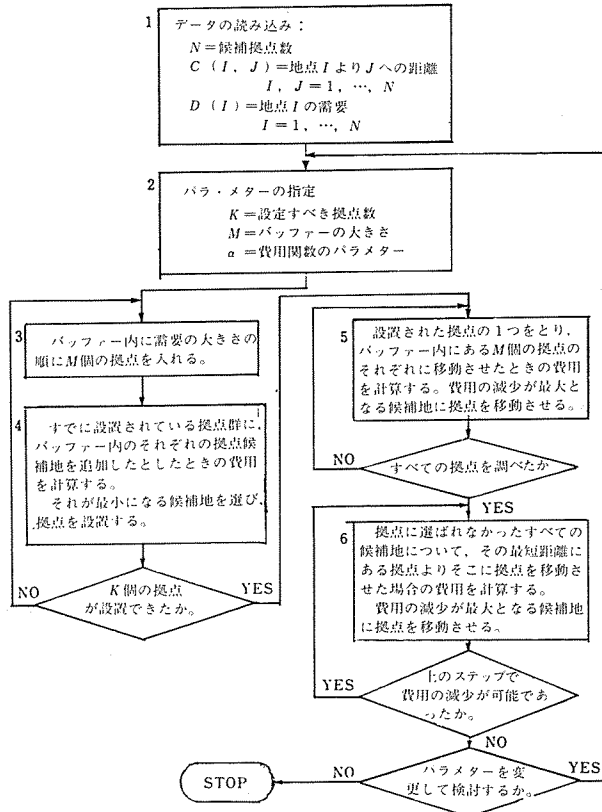 1
データの読み込み：
N＝候補拠点数
C（I，J）＝地点IよりJへの距離
I，J＝1，…，N
D（I）＝地点Iの需要
I＝1，…，N
2
パラ・メターの指定
K＝設定すべき拠点数
M＝バッファーの大きさ
α＝費用関数のパラメター
3
バッファー内に需要の大きさの
順にM個の拠点を入れる。
4
すでに設置されている拠点群に，
バッファー内のそれぞれの拠点候
補地を追加したとしたときの費用
を計算する。
それが最小になる候補地を選び，
拠点を設置する。
NO
K個の拠点
が設置できたか。
YES
5
設置された拠点の1つをとり，
バッファー内にあるM個の拠点の
それぞれに移動させたときの費用
を計算する。費用の減少が最大と
なる候補地に拠点を移動させる。
NO
すべての拠点を調べたか
YES
6
拠点に選ばれなかったすべての
候補地について，その最短距離に
ある拠点よりそこに拠点を移動さ
せた場合の費用を計算する。
費用の減少が最大となる候補地
に拠点を移動させる。
YES
上のステップで
費用の減少が可能であ
ったか。
NO
パラメターを変
更して検討するか。
YES
NO
STOP